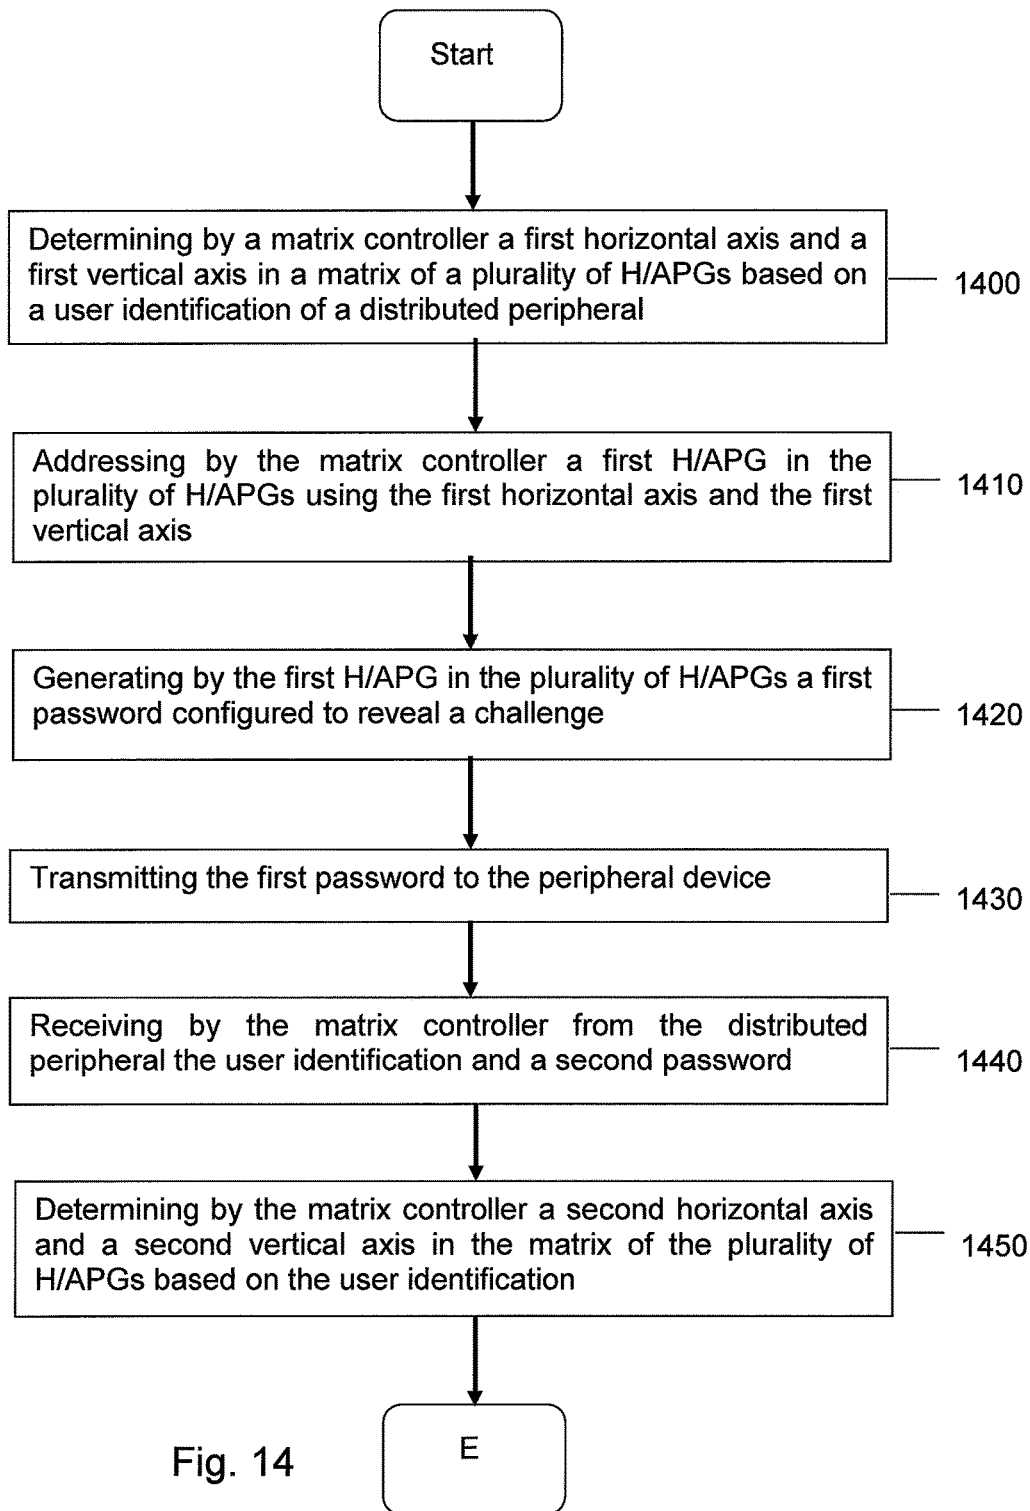 Start
Determining by a matrix controller a first horizontal axis and a
first vertical axis in a matrix of a plurality of H/APGs based on
a user identification of a distributed peripheral
1400
Addressing by the matrix controller a first H/APG in the
plurality of H/APGs using the first horizontal axis and the first
vertical axis
1410
Generating by the first H/APG in the plurality of H/APGs a first
password configured to reveal a challenge
1420
Transmitting the first password to the peripheral device
1430
Receiving by the matrix controller from the distributed
peripheral the user identification and a second password
1440
Determining by the matrix controller a second horizontal axis
and a second vertical axis in the matrix of the plurality of
H/APGs based on the user identification
1450
E
Fig. 14